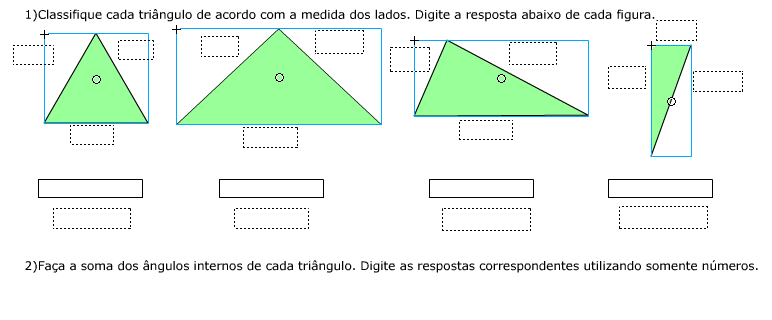 1)Classifique cada triângulo de acordo com a medida dos lados. Digite a resposta abaixo de cada figura.
2)Faça a soma dos ângulos internos de cada triângulo. Digite as respostas correspondentes utilizando somente números.